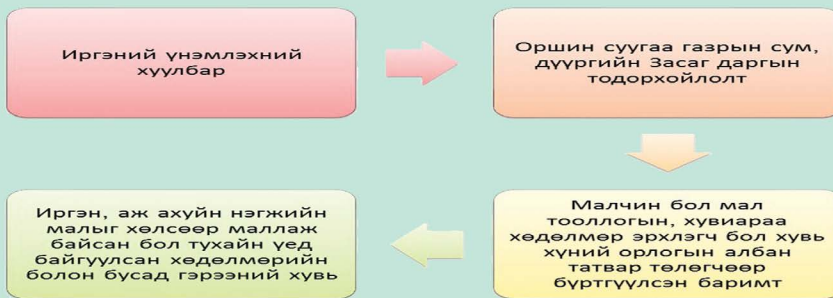 Иргэний үнэмлэхний
хуулбар
Оршин суугаа газрын сум,
дүүргийн Засаг даргын
тодорхойлолт
Малчин бол мал
тооллогын, хувиараа
хөдөлмөр эрхлэгч бол хувь
хүний орлогын албан
татвар төлөгчөөр
бүртгүүлсэн баримт
Иргэн, аж ахуйн нэгжийн
малыг хөлсөөр маллаж
байсан бол тухайн үед
байгуулсан хөдөлмөрийн
болон бусад гэрээний хувь